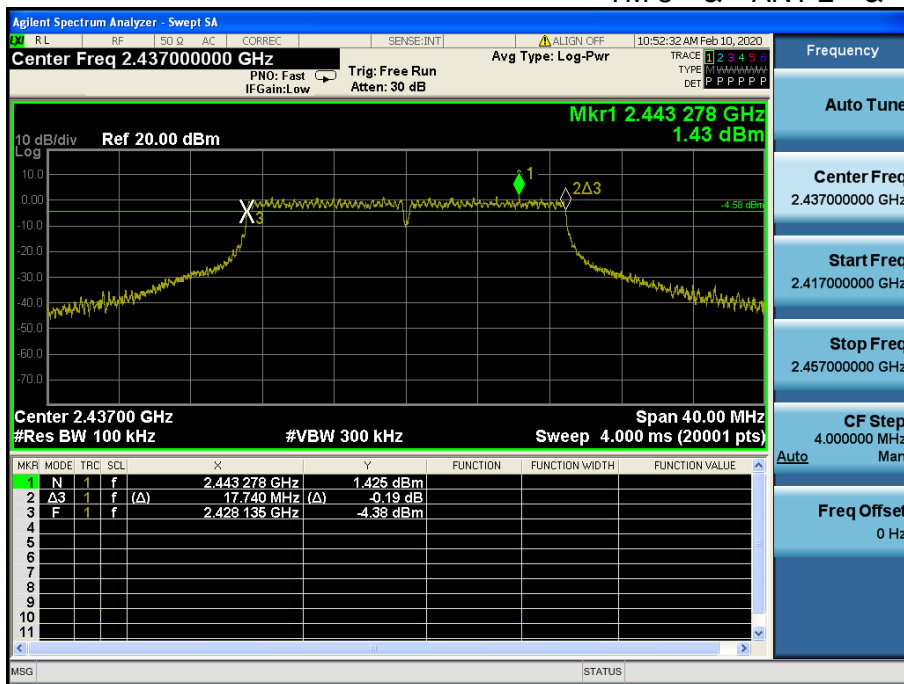 TM 3 & ANT 2 &
Agilent Spectrum Analyzer - Swept SA
LXI RL RF 50 Ω AC CORREC SENSE:INT ALIGN OFF 10:52:32 AM Feb 10, 2020
Center Freq 2.437000000 GHz Avg Type: Log-Pwr TRACE 1 2 3 4 5 6
PNO: Fast Trig: Free Run TYPE M WWWWW
IFGain:Low Atten: 30 dB DET P P P P P P
Mkr1 2.443 278 GHz
10 dB/div Ref 20.00 dBm 1.43 dBm
Log
10.0
1
2Δ3
0.00
-4.58 dBm
3
-10.0
-20.0
-30.0
-40.0
-50.0
-60.0
-70.0
Center 2.43700 GHz Span 40.00 MHz
#Res BW 100 kHz #VBW 300 kHz Sweep 4.000 ms (20001 pts)
MKR MODE TRC SCL X Y FUNCTION FUNCTION WIDTH FUNCTION VALUE
1 N 1 f 2.443 278 GHz 1.425 dBm
2 Δ3 1 f (Δ) 17.740 MHz (Δ) -0.19 dB
3 F 1 f 2.428 135 GHz -4.38 dBm
4
5
6
7
8
9
10
11
MSG STATUS
Frequency
Auto Tune
Center Freq
2.437000000 GHz
Start Freq
2.417000000 GHz
Stop Freq
2.457000000 GHz
CF Step
4.000000 MHz
Auto Man
Freq Offset
0 Hz